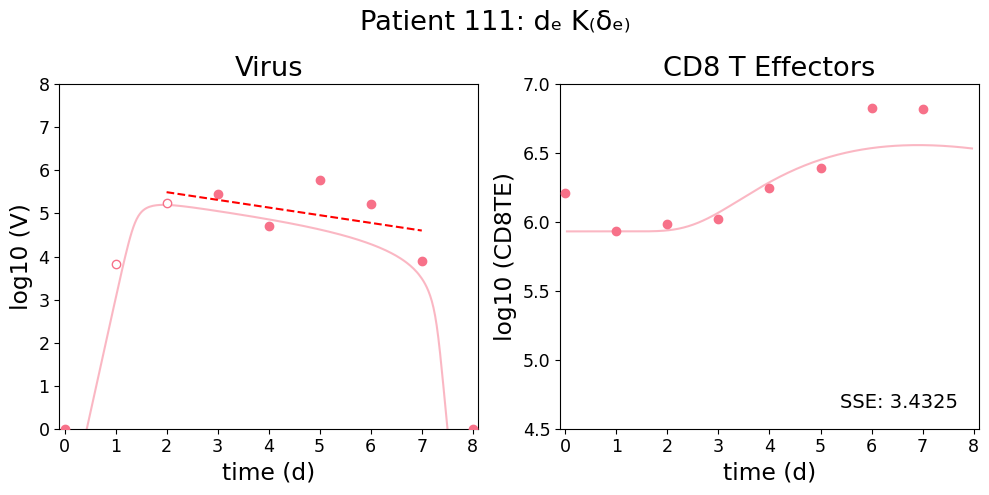 Patient 111: dₑ K₍δₑ₎
Virus
CD8 T Effectors
log10 (V)
8
7
6
5
4
3
2
1
0
0 1 2 3 4 5 6 7 8
time (d)
log10 (CD8TE)
7.0
6.5
6.0
5.5
5.0
4.5
SSE: 3.4325
0 1 2 3 4 5 6 7 8
time (d)